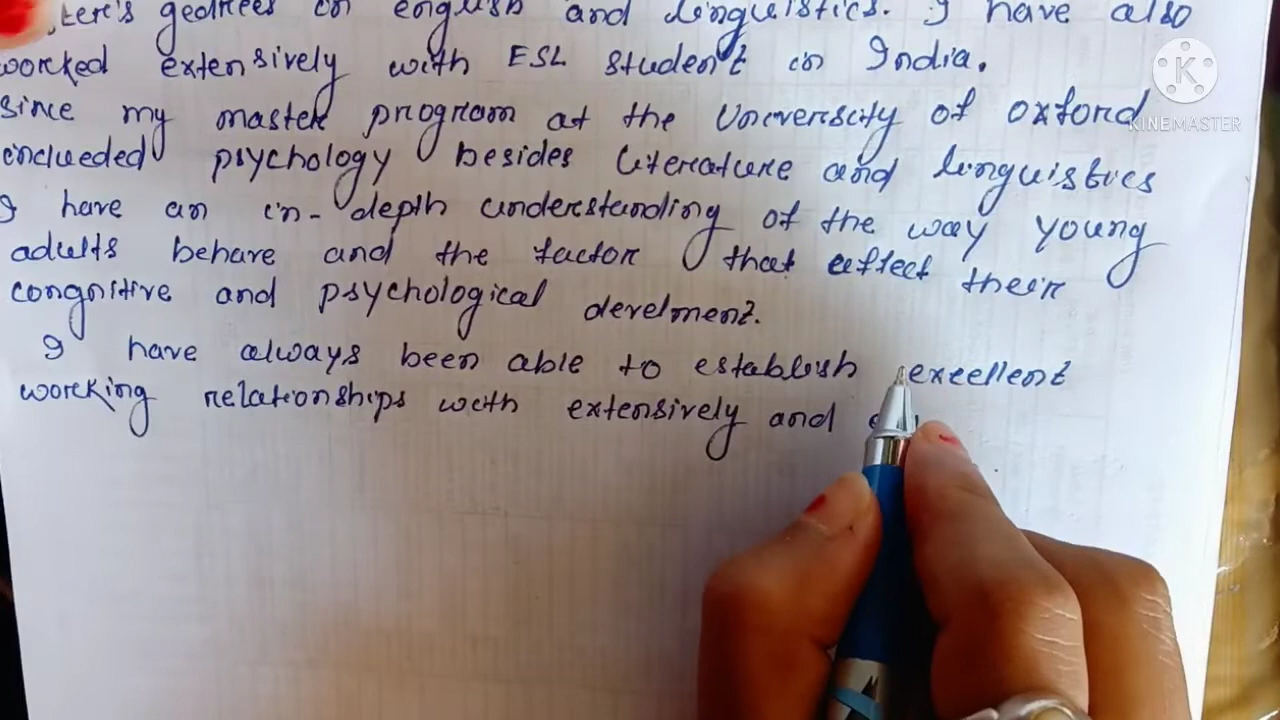 ter's gedrees in english and linguistics. I have also
worked extensively with ESL student in India.
since my master program at the University of oxford
inclueded psychology besides literature and linguistics
I have an in-depth understanding of the way young
adults behave and the factor that effect their
congnitive and psychological develment.
I have always been able to establish excellent
working relationships with extensively and
KINEMASTER